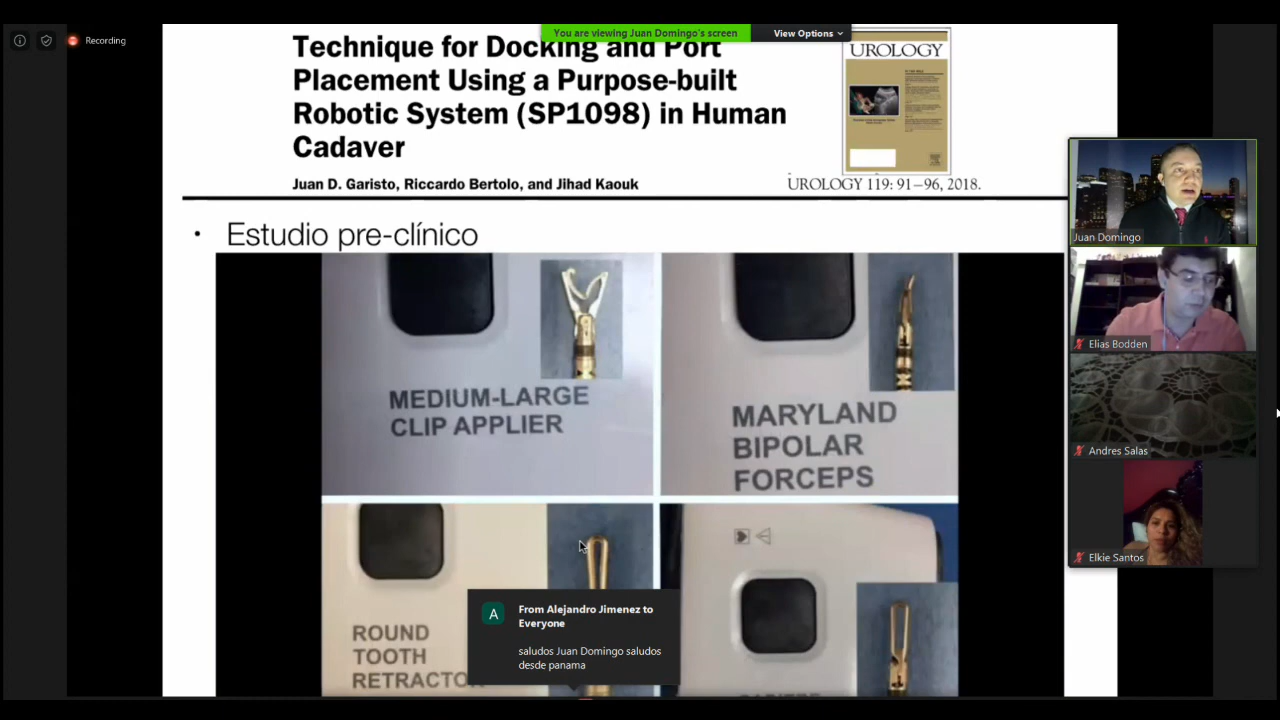 Recording
You are viewing Juan Domingo's screen
View Options
Technique for Docking and Port
Placement Using a Purpose-built
Robotic System (SP1098) in Human
Cadaver
UROLOGY
Juan D. Garisto, Riccardo Bertolo, and Jihad Kaouk
UROLOGY 119: 91–96, 2018.
• Estudio pre-clínico
MEDIUM-LARGE
CLIP APPLIER
MARYLAND
BIPOLAR
FORCEPS
ROUND
TOOTH
RETRACTOR
A
From Alejandro Jimenez to
Everyone
saludos Juan Domingo saludos
desde panama
Juan Domingo
Elias Bodden
Andres Salas
Elkie Santos